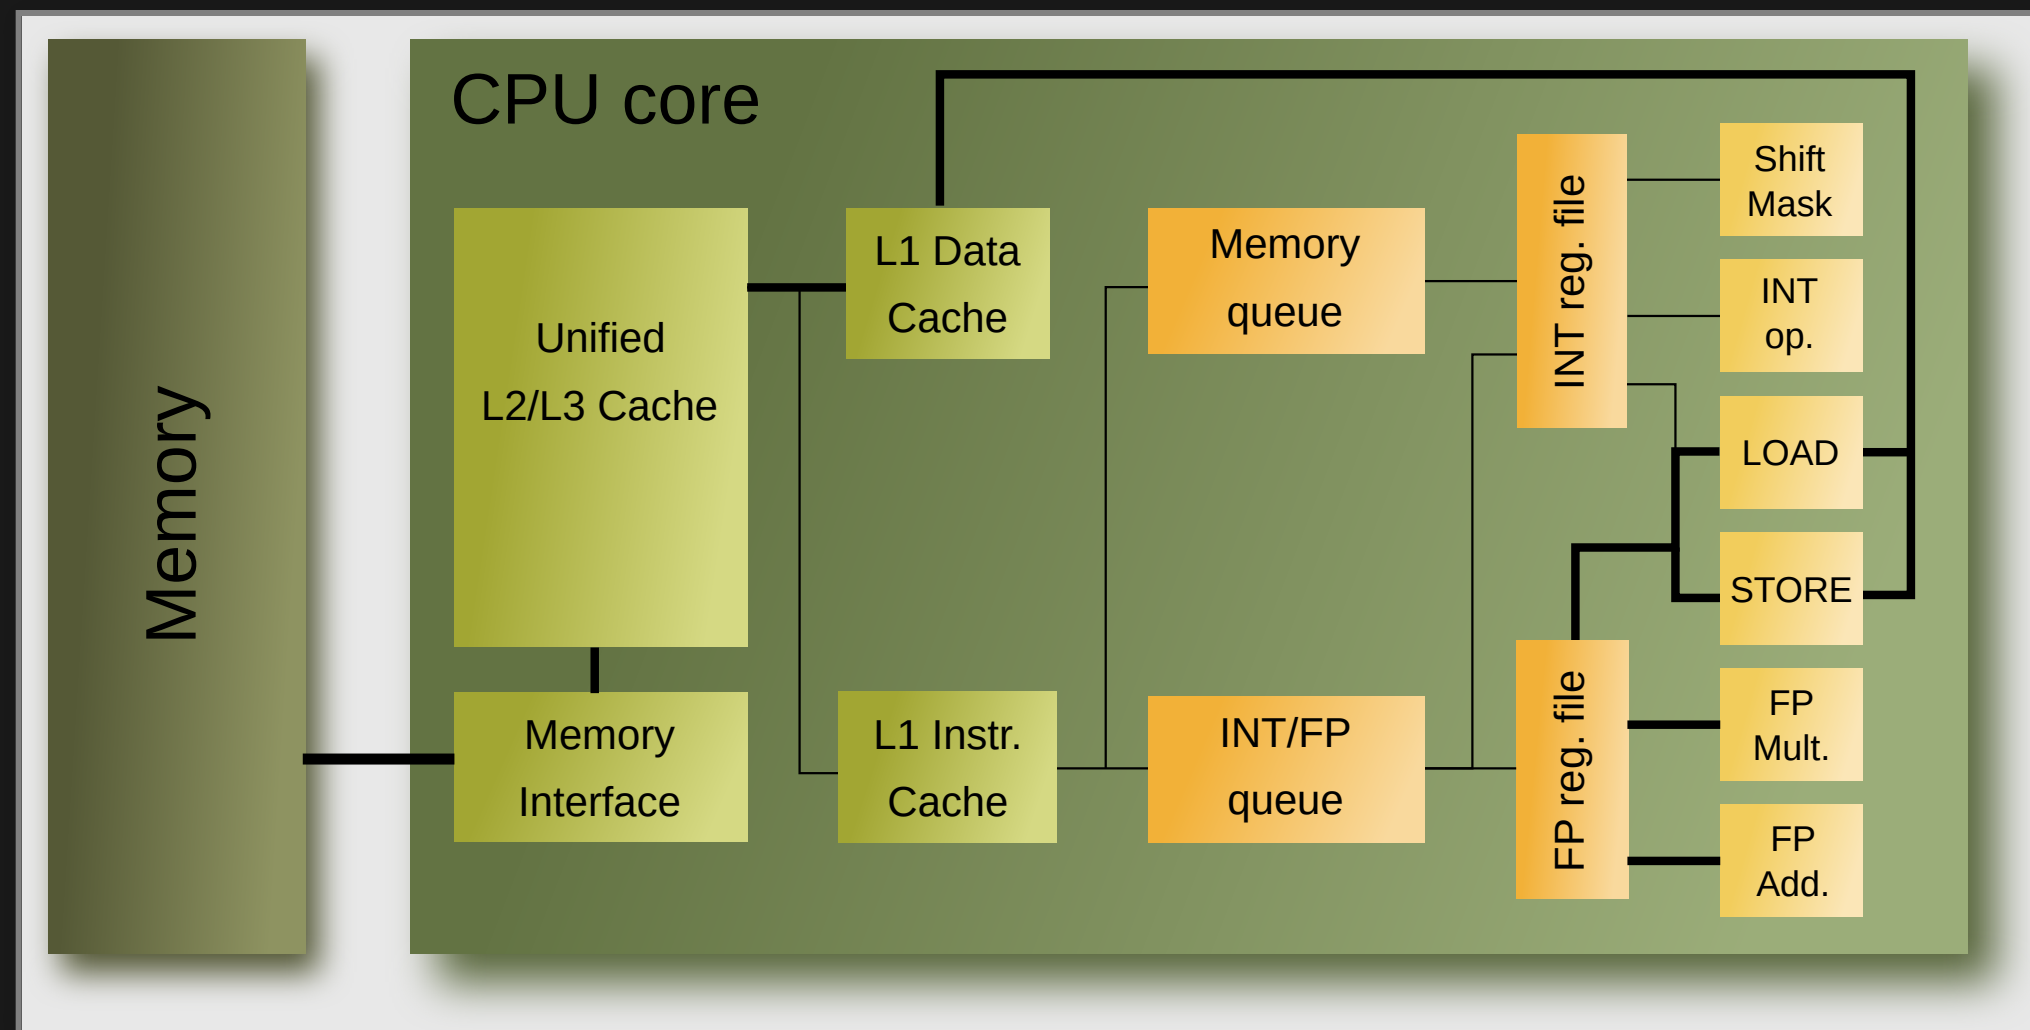 Memory
CPU core
Unified
L2/L3 Cache
Memory
Interface
L1 Data
Cache
L1 Instr.
Cache
Memory
queue
INT/FP
queue
INT reg. file
FP reg. file
Shift
Mask
INT
op.
LOAD
STORE
FP
Mult.
FP
Add.